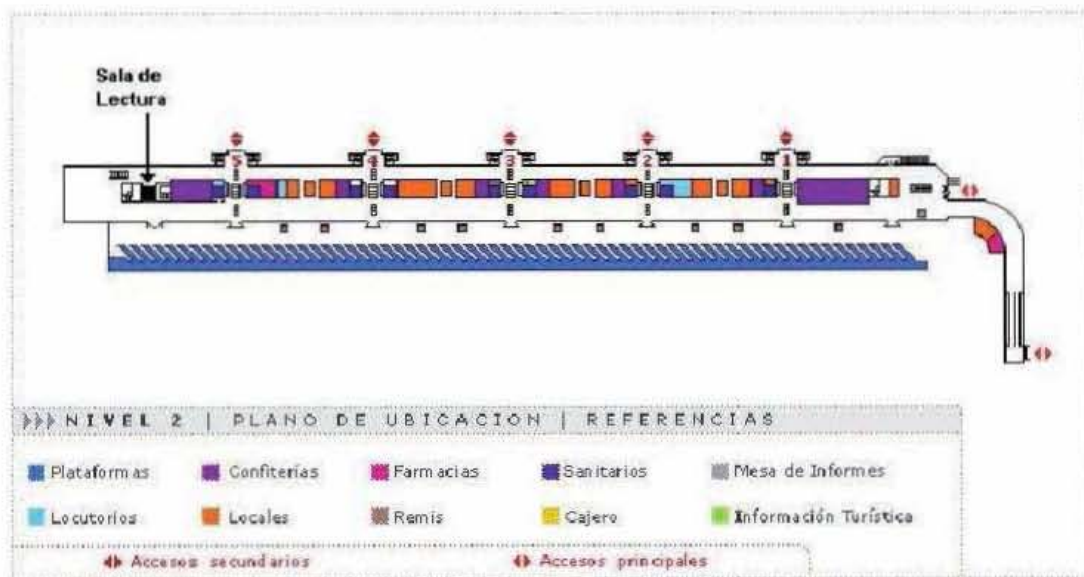 Sala de
Lectura
5 4 3 2 1
NIVEL 2 | PLANO DE UBICACION | REFERENCIAS
Plataformas Confiterías Farmacias Sanitarios Mesa de Informes
Locutorios Locales Remis Cajero Información Turística
Accesos secundarios Accesos principales